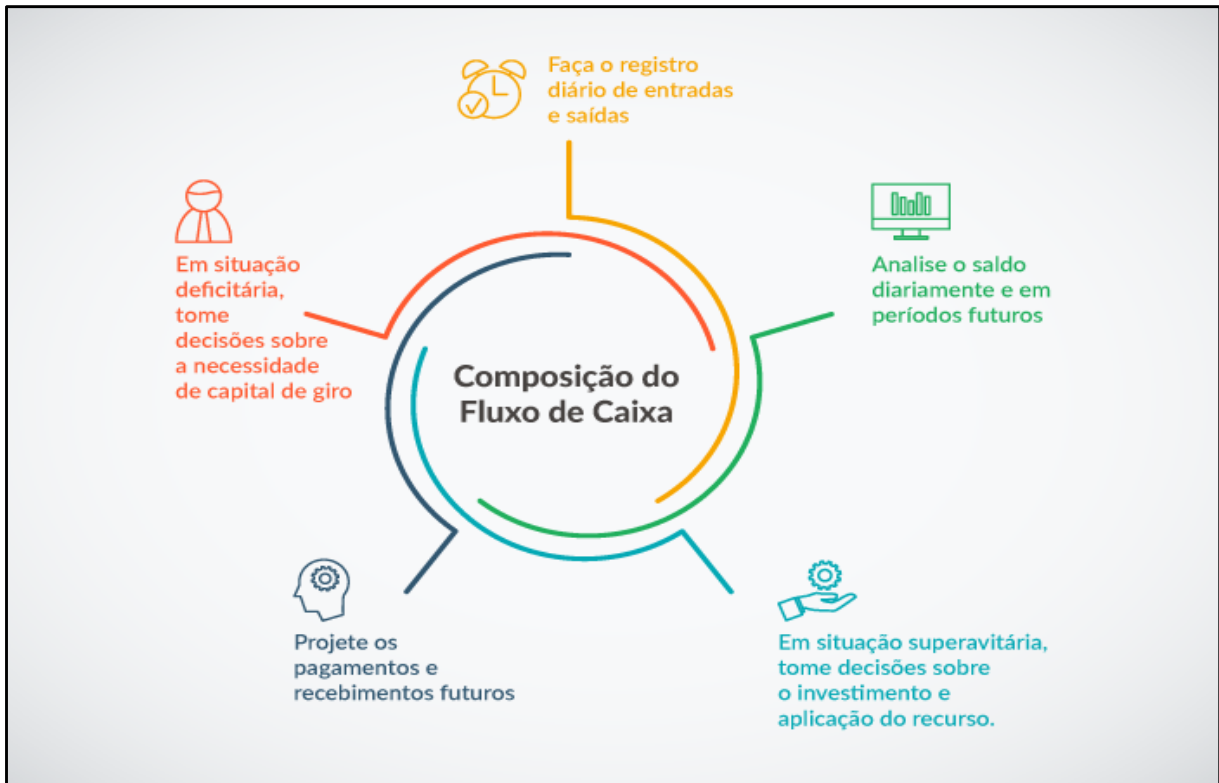 Faça o registro
diário de entradas
e saídas
Em situação
deficitária,
tome
decisões sobre
a necessidade
de capital de giro
Analise o saldo
diariamente e em
períodos futuros
Composição do
Fluxo de Caixa
Projete os
pagamentos e
recebimentos futuros
Em situação superavitária,
tome decisões sobre
o investimento e
aplicação do recurso.